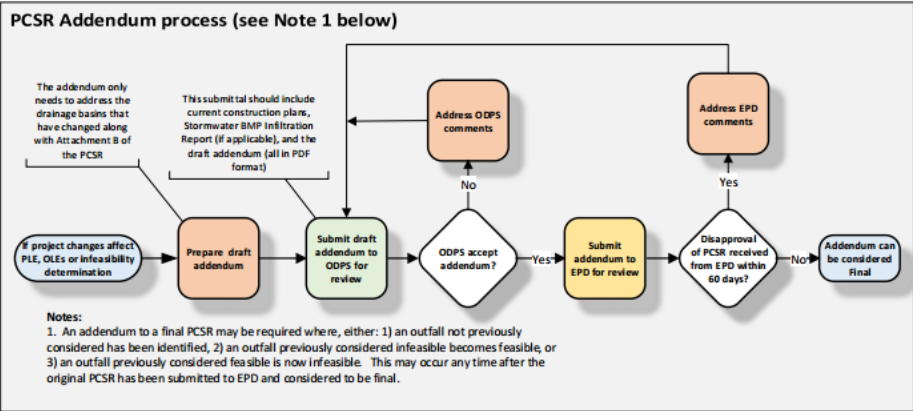 PCSR Addendum process (see Note 1 below)
The addendum only
needs to address the
drainage basins that
have changed along
with Attachment B of
the PCSR
This submittal should include
current construction plans,
Stormwater BMP Infiltration
Report (if applicable), and the
draft addendum (all in PDF
format)
Address ODPS
comments
Address EPD
comments
No
Yes
If project changes affect
PLE, OLEs or infeasibility
determination
Prepare draft
addendum
Submit draft
addendum to
ODPS for
review
ODPS accept
addendum?
Yes
Submit
addendum to
EPD for review
Disapproval
of PCSR received
from EPD within
60 days?
No
Addendum can
be considered
Final
Notes:
1. An addendum to a final PCSR may be required where, either: 1) an outfall not previously
considered has been identified, 2) an outfall previously considered infeasible becomes feasible, or
3) an outfall previously considered feasible is now infeasible. This may occur any time after the
original PCSR has been submitted to EPD and considered to be final.